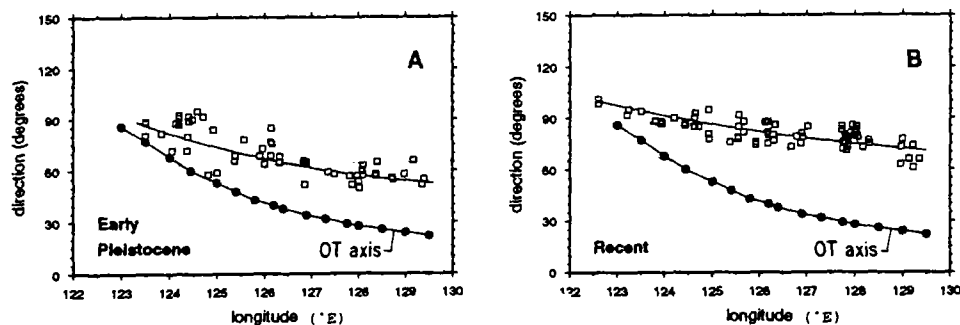 150
120
90
60
30
0
direction (degrees)
A
Early
Pleistocene
OT axis
122 123 124 125 126 127 128 129 130
longitude (°E)
150
120
90
60
30
0
direction (degrees)
B
Recent
OT axis
122 123 124 125 126 127 128 129 130
longitude (°E)